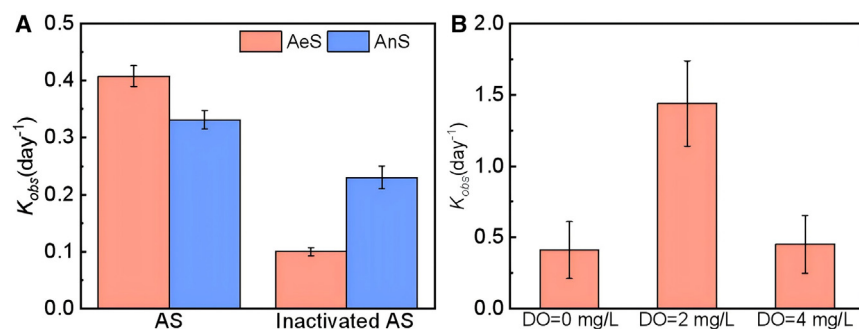 A
K_obs(day⁻¹)
0.5
0.4
0.3
0.2
0.1
0.0
AeS
AnS
AS
Inactivated AS
B
K_obs(day⁻¹)
2.0
1.5
1.0
0.5
0.0
DO=0 mg/L
DO=2 mg/L
DO=4 mg/L